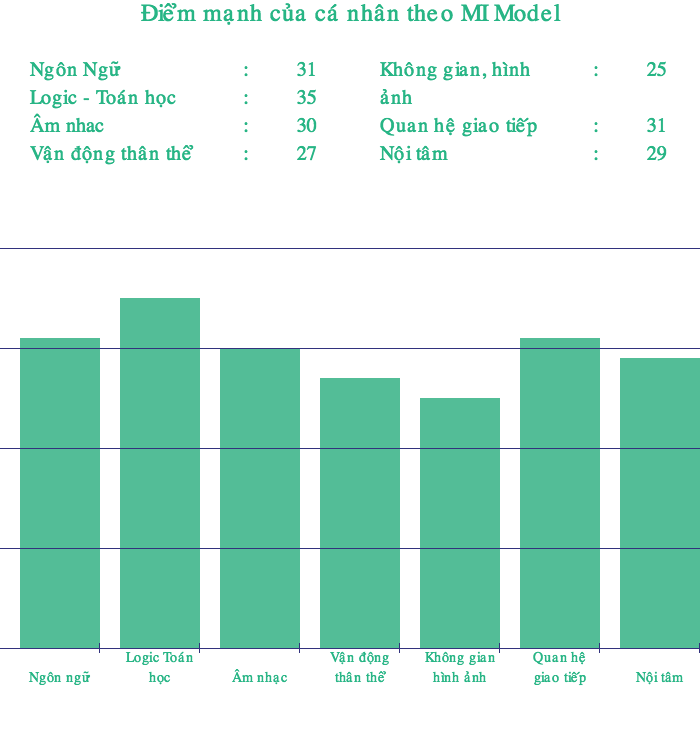 Điểm mạnh của cá nhân theo MI Model
Ngôn Ngữ : 31
Logic - Toán học : 35
Âm nhac : 30
Vận động thân thể : 27
Không gian, hình : 25
ảnh
Quan hệ giao tiếp : 31
Nội tâm : 29
Ngôn ngữ
Logic Toán
học
Âm nhạc
Vận động
thân thể
Không gian
hình ảnh
Quan hệ
giao tiếp
Nội tâm